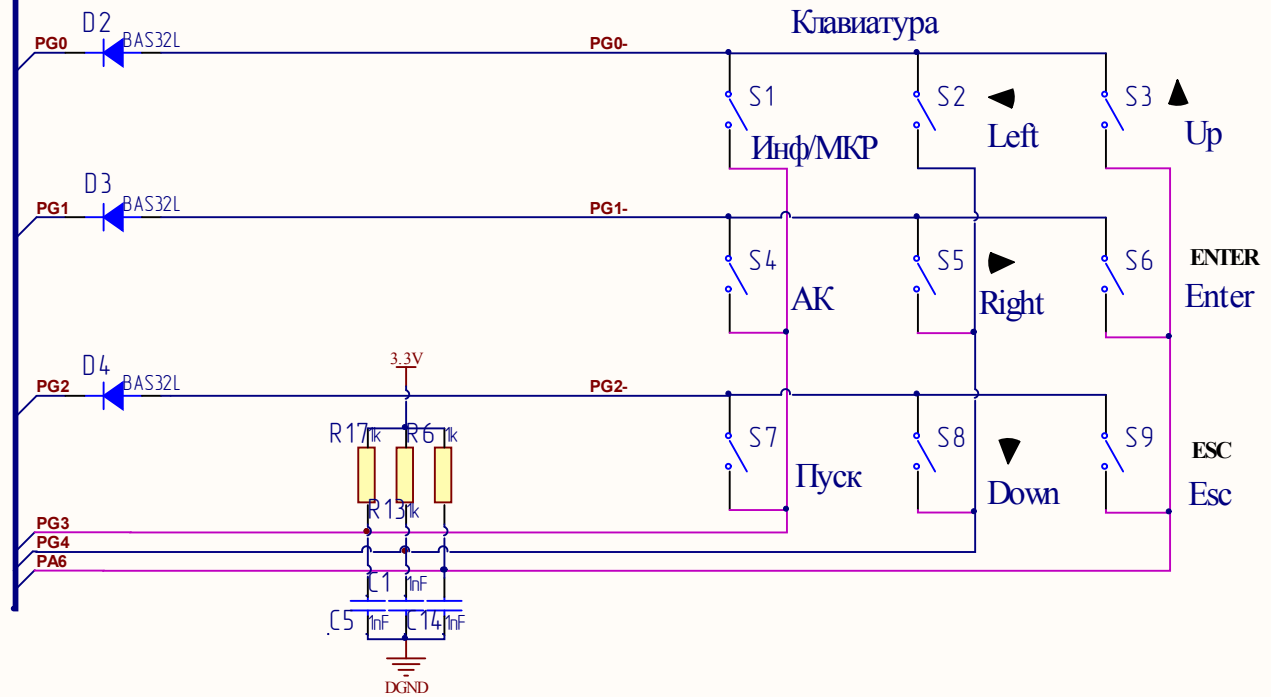 Клавиатура
D2
PG0 BAS32L PG0-
S1 S2 S3
Инф/МКР Left Up
D3
PG1 BAS32L PG1-
S4 S5 S6 ENTER
АК Right Enter
3.3V
D4
PG2 BAS32L PG2-
R17 1k R6 1k
S7 S8 S9 ESC
Пуск Down Esc
R13 1k
PG3
PG4
PA6
C1 1nF
C5 1nF C14 1nF
DGND